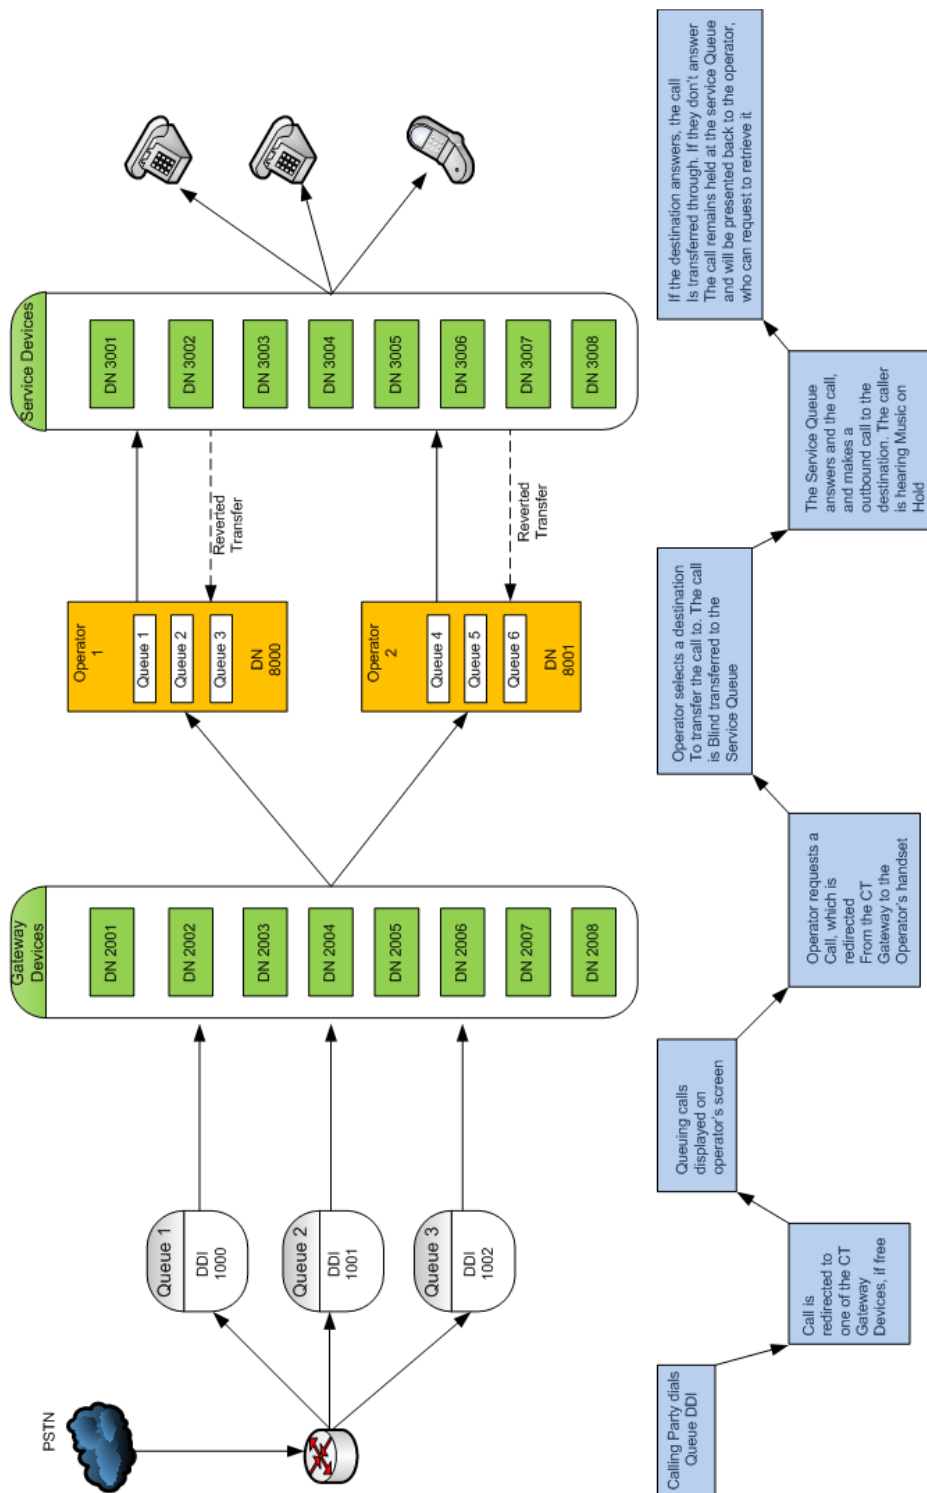 PSTN
Queue 1
DDI
1000
Queue 2
DDI
1001
Queue 3
DDI
1002
Gateway
Devices
DN 2001
DN 2002
DN 2003
DN 2004
DN 2005
DN 2006
DN 2007
DN 2008
Operator
1
Queue 1
Queue 2
Queue 3
DN
8000
Operator
2
Queue 4
Queue 5
Queue 6
DN
8001
Reverted
Transfer
Reverted
Transfer
Service Devices
DN 3001
DN 3002
DN 3003
DN 3004
DN 3005
DN 3006
DN 3007
DN 3008
Calling Party dials
Queue DDI
Call is
redirected to
one of the CT
Gateway
Devices, if free
Queuing calls
displayed on
operator's screen
Operator requests a
Call, which is
redirected
From the CT
Gateway to the
Operator's handset
Operator selects a destination
To transfer the call to. The call
is Blind transferred to the
Service Queue
The Service Queue
answers and the call,
and makes a
outbound call to the
destination. The caller
is hearing Music on
Hold
If the destination answers, the call
Is transferred through. If they don't answer
The call remains held at the service Queue
and will be presented back to the operator,
who can request to retrieve it